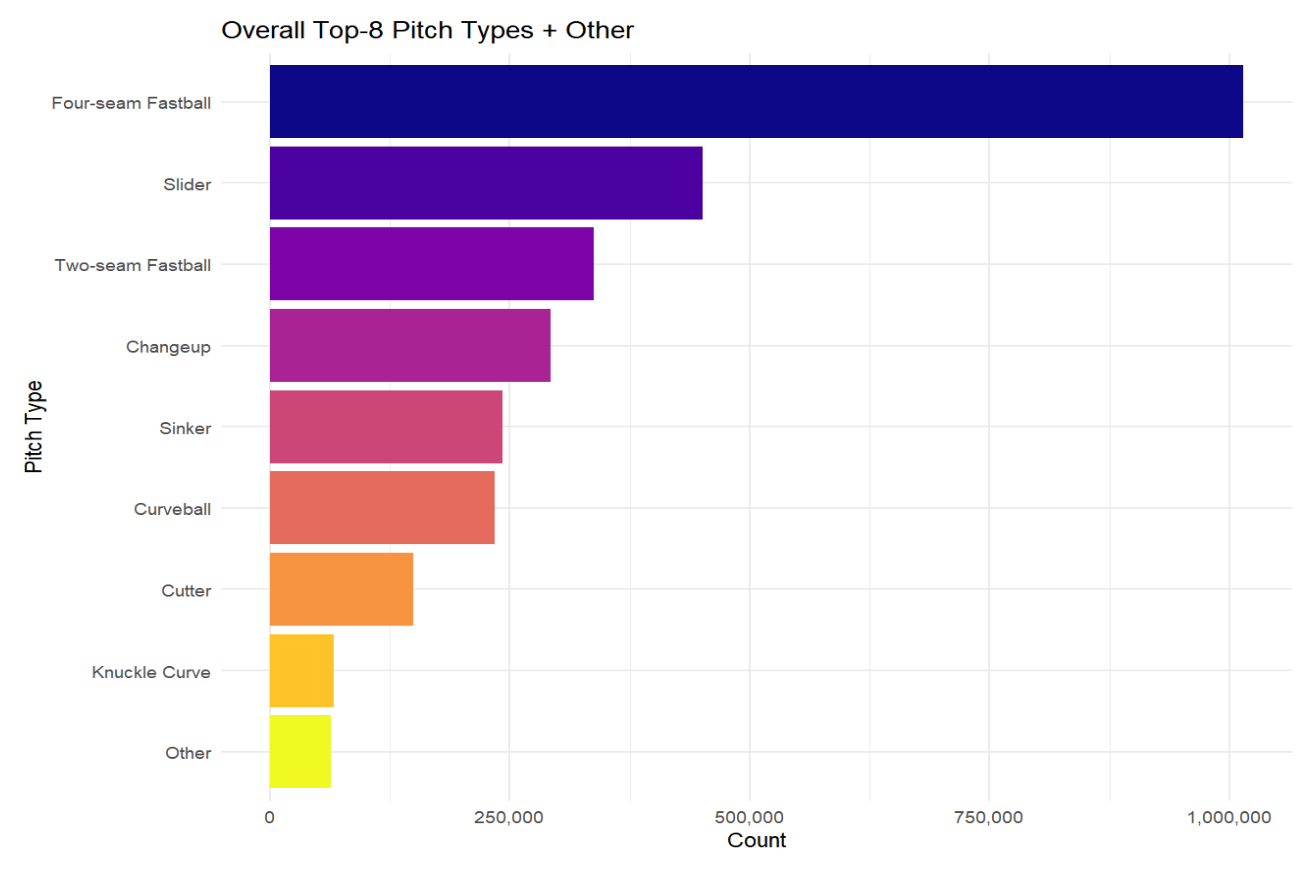 Overall Top-8 Pitch Types + Other
Four-seam Fastball
Slider
Two-seam Fastball
Changeup
Sinker
Curveball
Cutter
Knuckle Curve
Other
Pitch Type
0
250,000
500,000
750,000
1,000,000
Count